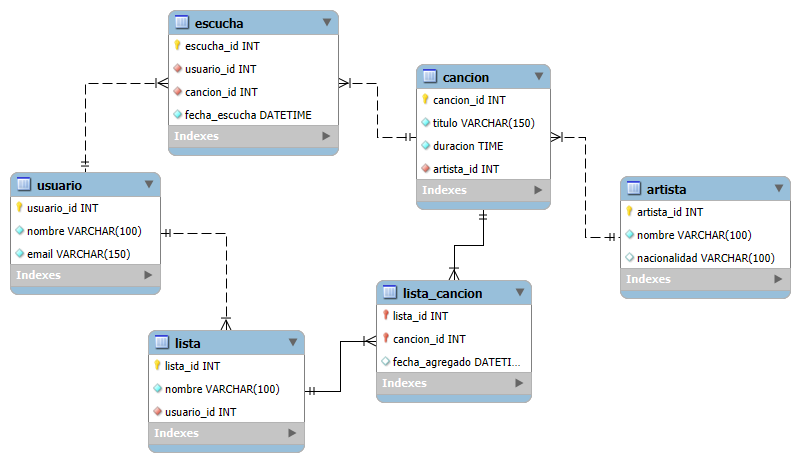 escucha
escucha_id INT
usuario_id INT
cancion_id INT
fecha_escucha DATETIME
Indexes
cancion
cancion_id INT
titulo VARCHAR(150)
duracion TIME
artista_id INT
Indexes
usuario
usuario_id INT
nombre VARCHAR(100)
email VARCHAR(150)
Indexes
artista
artista_id INT
nombre VARCHAR(100)
nacionalidad VARCHAR(100)
Indexes
lista_cancion
lista_id INT
cancion_id INT
fecha_agregado DATETI...
Indexes
lista
lista_id INT
nombre VARCHAR(100)
usuario_id INT
Indexes